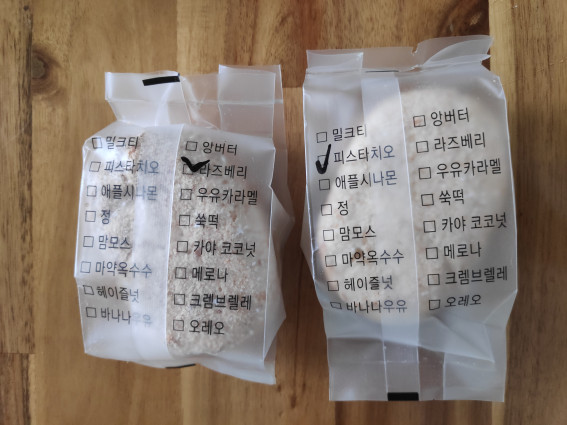 ☐ 밀크티
☐ 피스타치오
☐ 애플시나몬
☐ 정
☐ 맘모스
☐ 마약옥수수
☐ 헤이즐넛
☐ 바나나우유
☐ 앙버터
☑ 라즈베리
☐ 우유카라멜
☐ 쑥떡
☐ 카야 코코넛
☐ 메로나
☐ 크렘브렐레
☐ 오레오
☐ 밀크티
☑ 피스타치오
☐ 애플시나몬
☐ 정
☐ 맘모스
☐ 마약옥수수
☐ 헤이즐넛
☐ 바나나우유
☐ 앙버터
☐ 라즈베리
☐ 우유카라멜
☐ 쑥떡
☐ 카야 코코넛
☐ 메로나
☐ 크렘브렐레
☐ 오레오